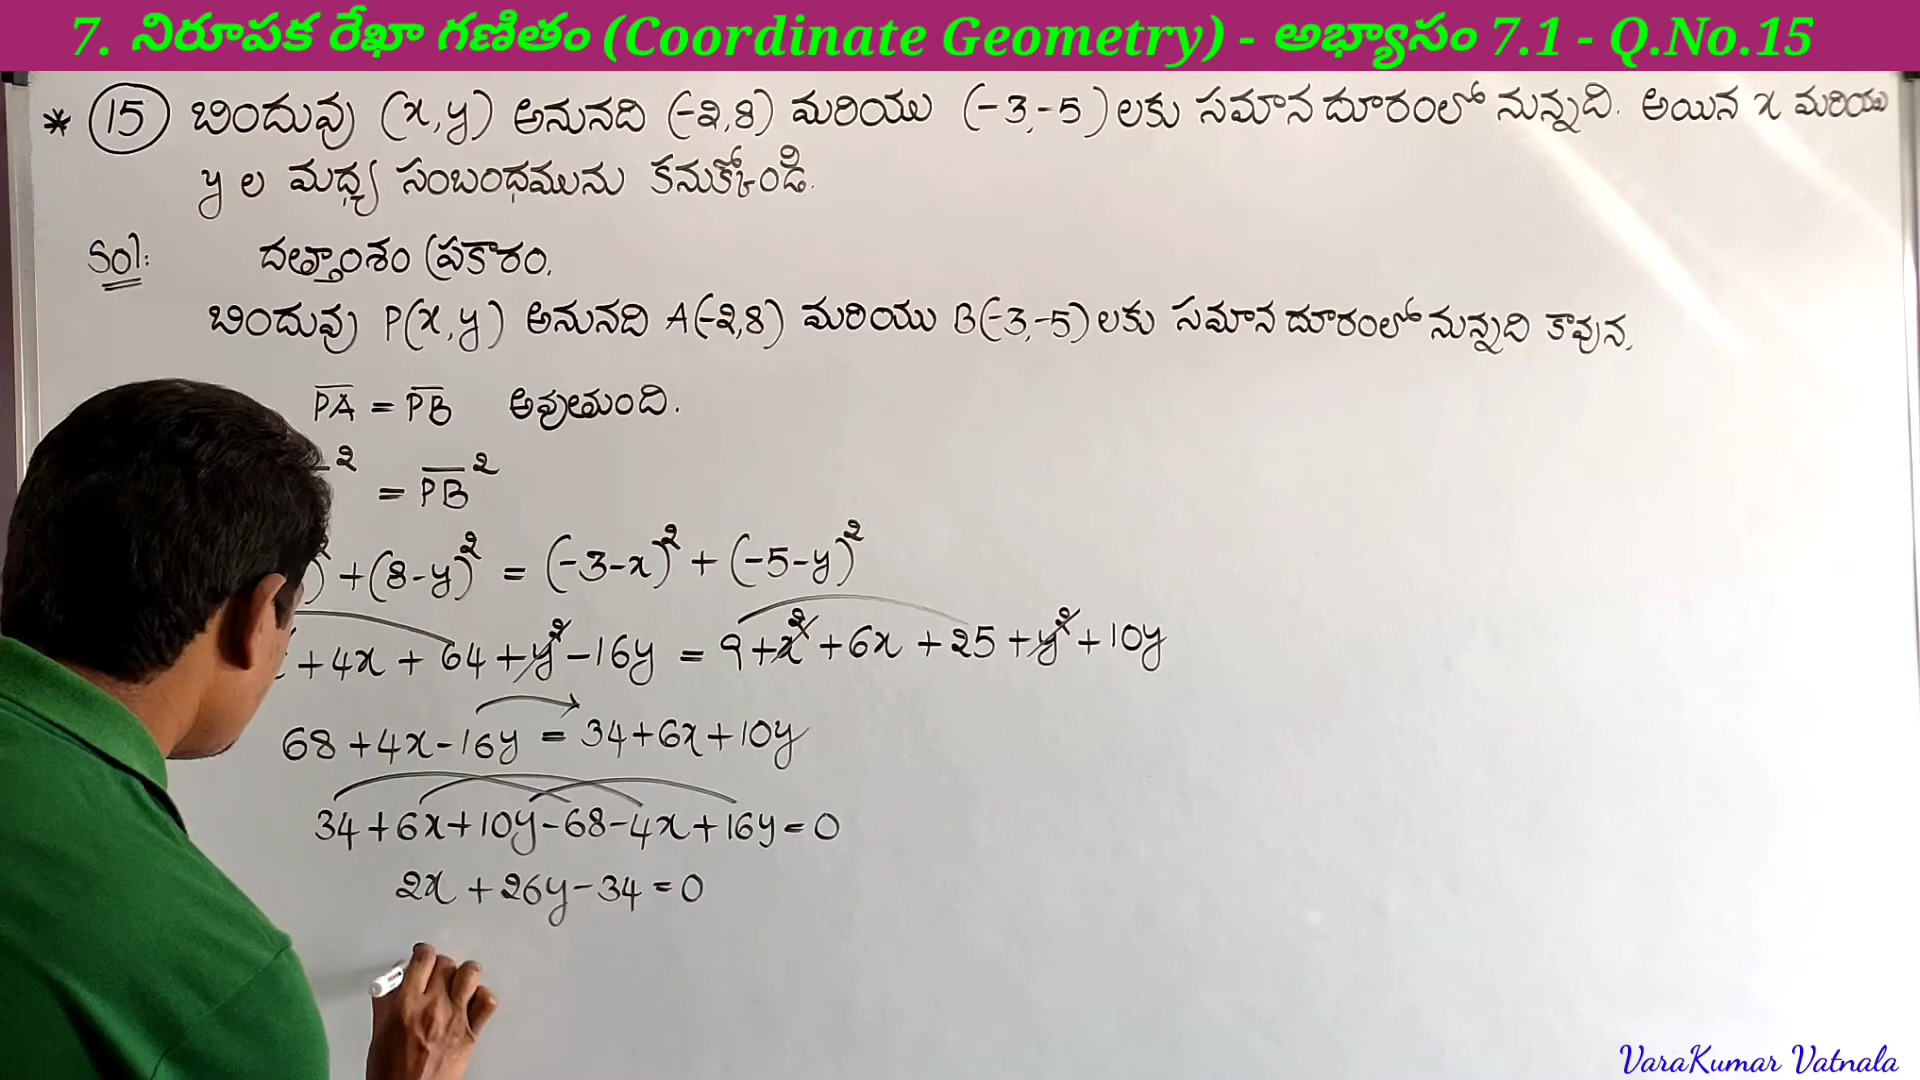 7. నిరూపక రేఖా గణితం (Coordinate Geometry) - అభ్యాసం 7.1 - Q.No.15
* 15 బిందువు (x,y) అనునది (-2,8) మరియు (-3,-5) లకు సమాన దూరంలో నున్నది. అయిన x మరియు
y ల మధ్య సంబంధమును కనుక్కోండి.
Sol: దత్తాంశం ప్రకారం,
బిందువు P(x,y) అనునది A(-2,8) మరియు B(-3,-5) లకు సమాన దూరంలో నున్నది కావున,
PA = PB అవుతుంది.
² = PB²
)² + (8-y)² = (-3-x)² + (-5-y)²
+4x + 64 + y² - 16y = 9 + x² + 6x + 25 + y² + 10y
68 + 4x - 16y = 34 + 6x + 10y
34 + 6x + 10y - 68 - 4x + 16y = 0
2x + 26y - 34 = 0
VaraKumar Vatnala